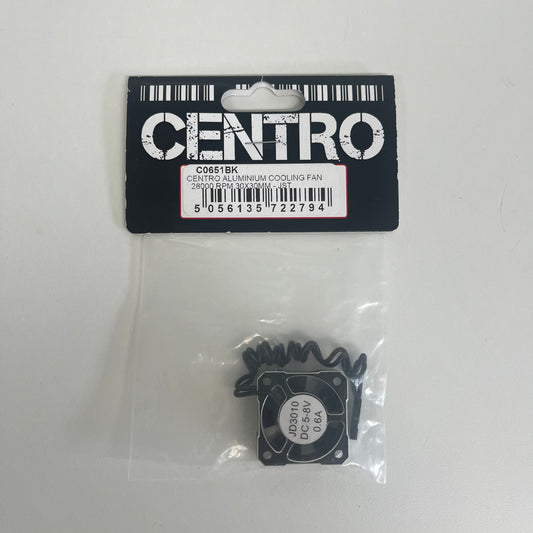 CENTRO
C0651BK
CENTRO ALUMINIUM COOLING FAN
28000 RPM 30X30MM - JST
5 056135 722794
JD3010
DC 5-8V
0.6A